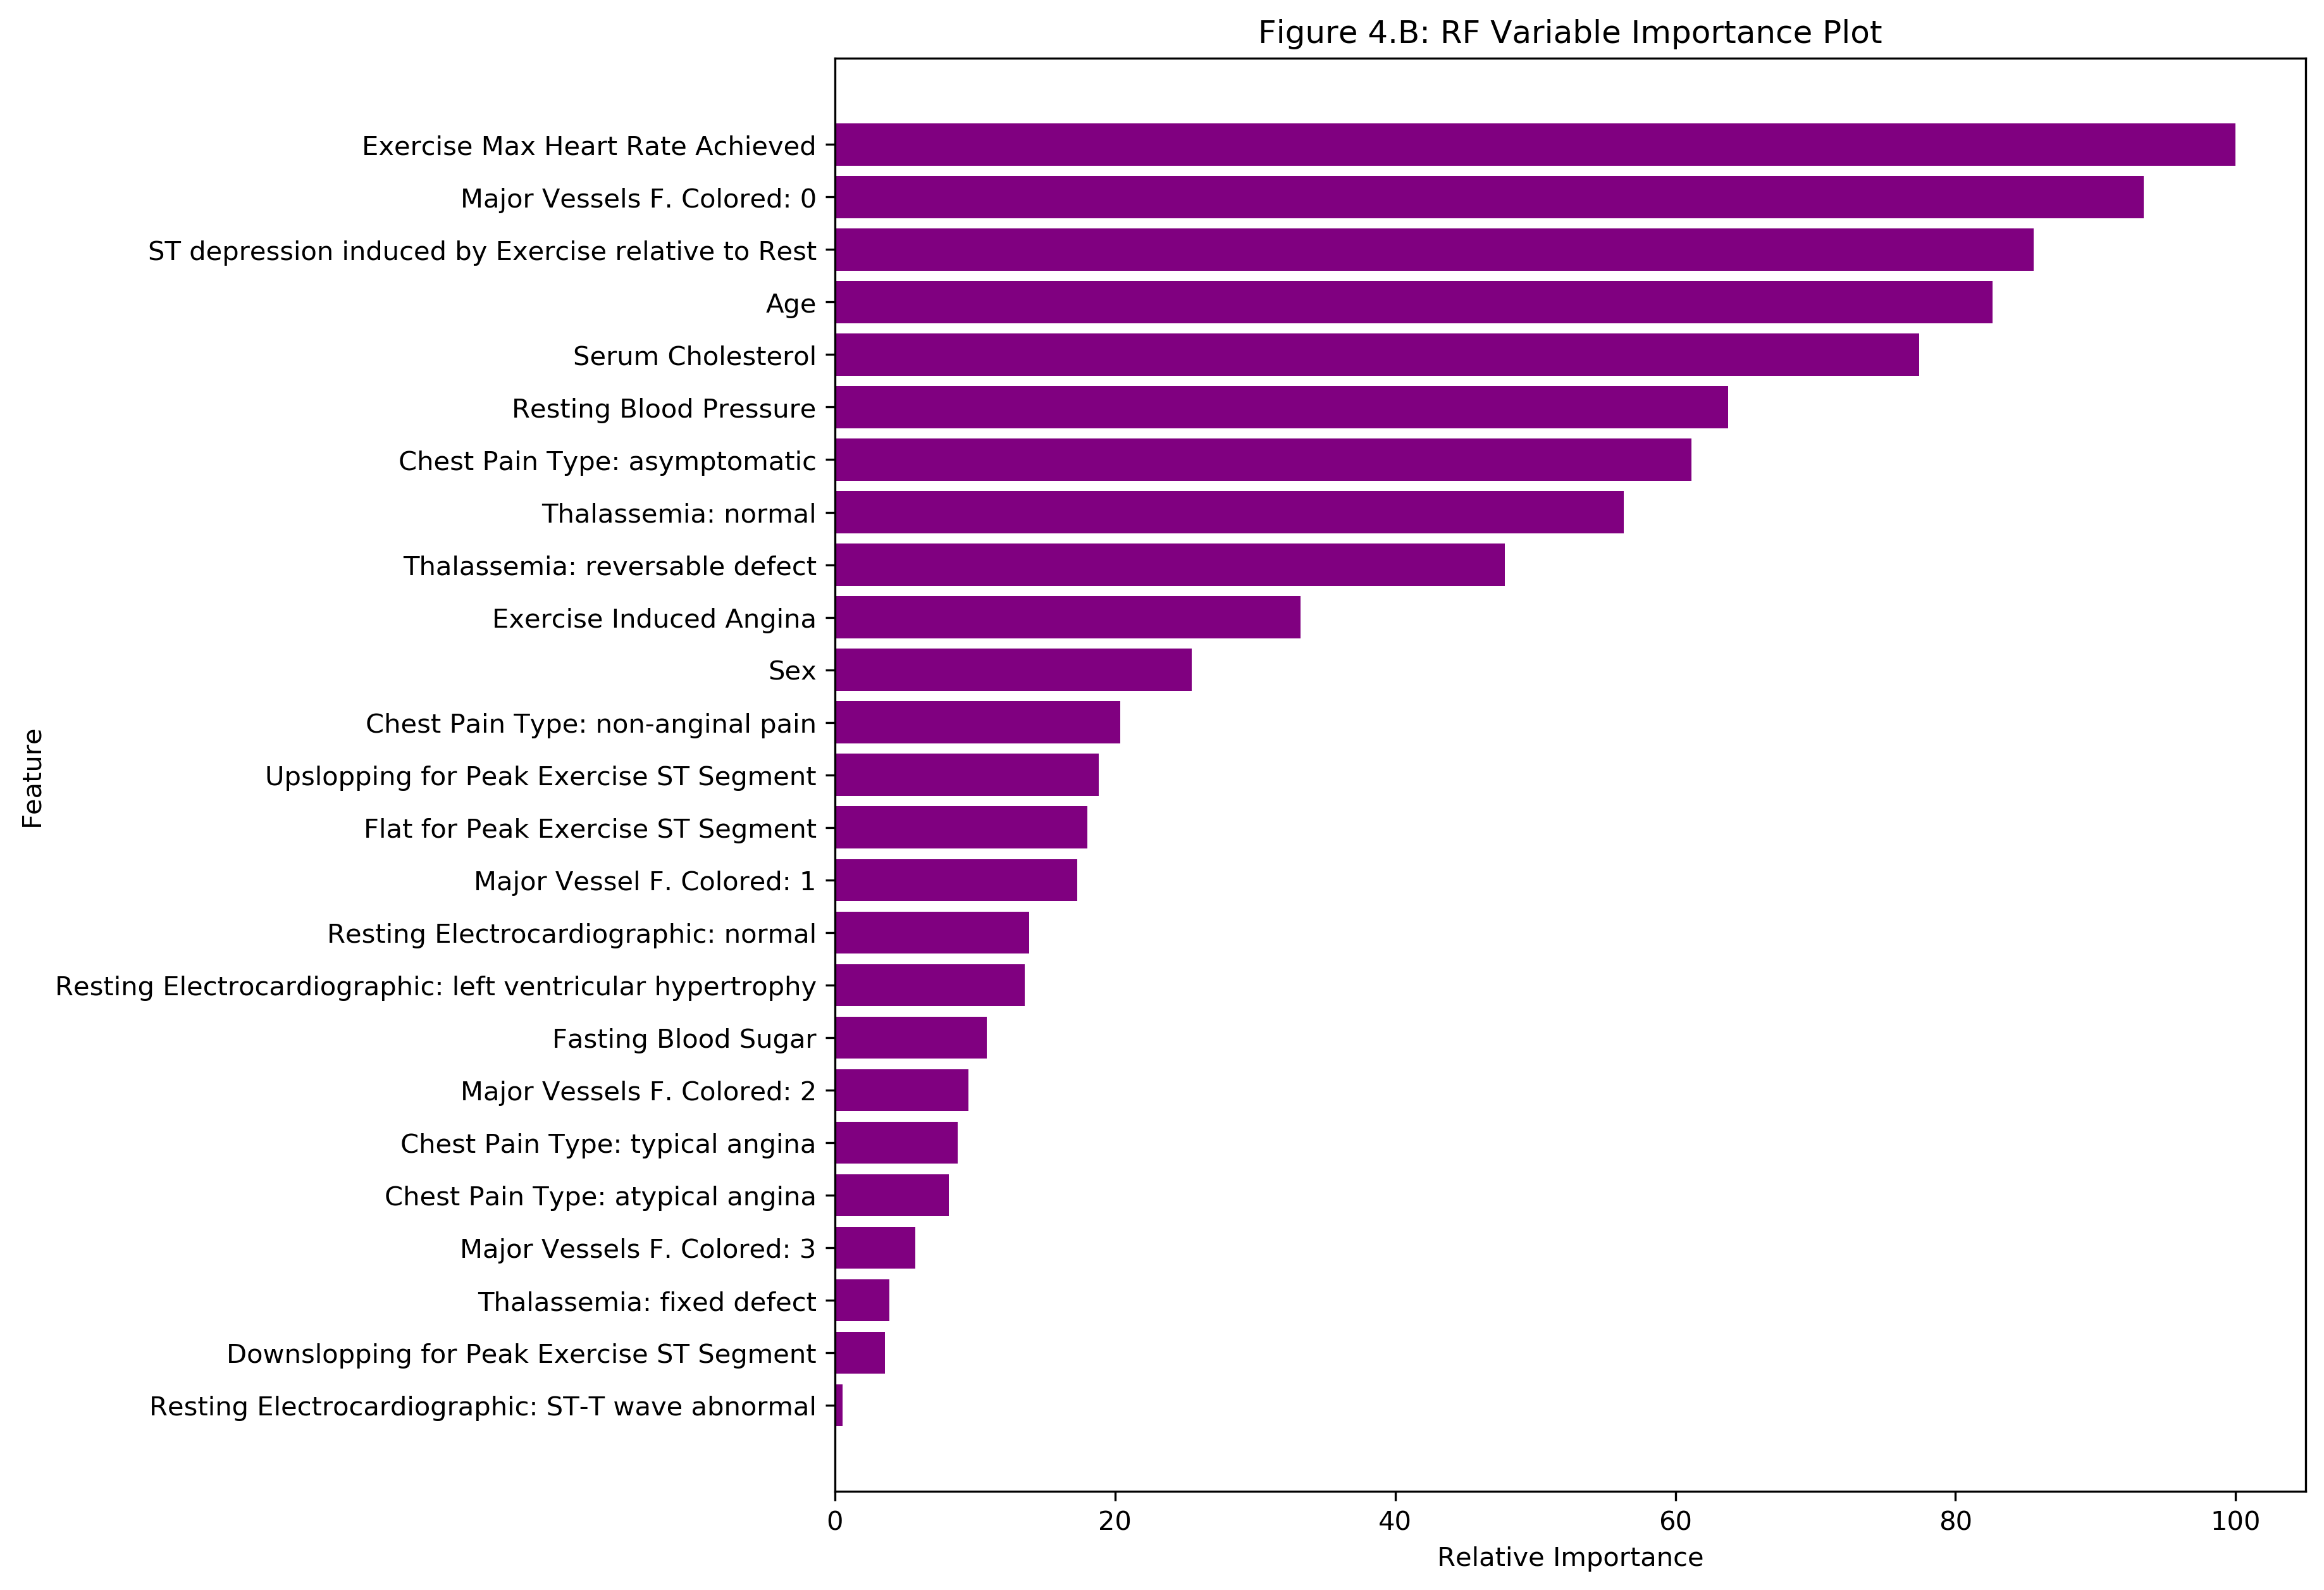 Figure 4.B: RF Variable Importance Plot
Exercise Max Heart Rate Achieved
Major Vessels F. Colored: 0
ST depression induced by Exercise relative to Rest
Age
Serum Cholesterol
Resting Blood Pressure
Chest Pain Type: asymptomatic
Thalassemia: normal
Thalassemia: reversable defect
Exercise Induced Angina
Sex
Chest Pain Type: non-anginal pain
Upslopping for Peak Exercise ST Segment
Flat for Peak Exercise ST Segment
Major Vessel F. Colored: 1
Resting Electrocardiographic: normal
Resting Electrocardiographic: left ventricular hypertrophy
Fasting Blood Sugar
Major Vessels F. Colored: 2
Chest Pain Type: typical angina
Chest Pain Type: atypical angina
Major Vessels F. Colored: 3
Thalassemia: fixed defect
Downslopping for Peak Exercise ST Segment
Resting Electrocardiographic: ST-T wave abnormal
Feature
0 20 40 60 80 100
Relative Importance